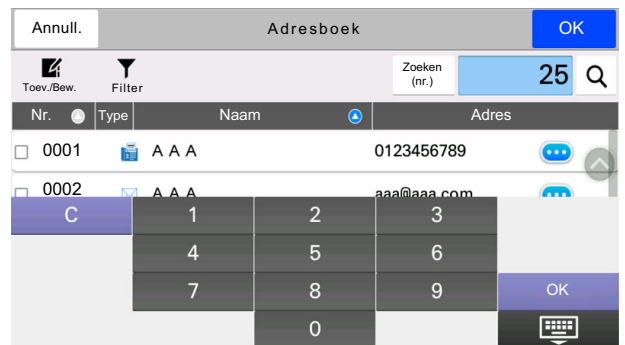 Annull. Adresboek OK
Toev./Bew. Filter Zoeken (nr.) 25
Nr. Type Naam Adres
0001 A A A 0123456789
0002 A A A aaa@aaa.com
C 1 2 3
4 5 6
7 8 9 OK
0